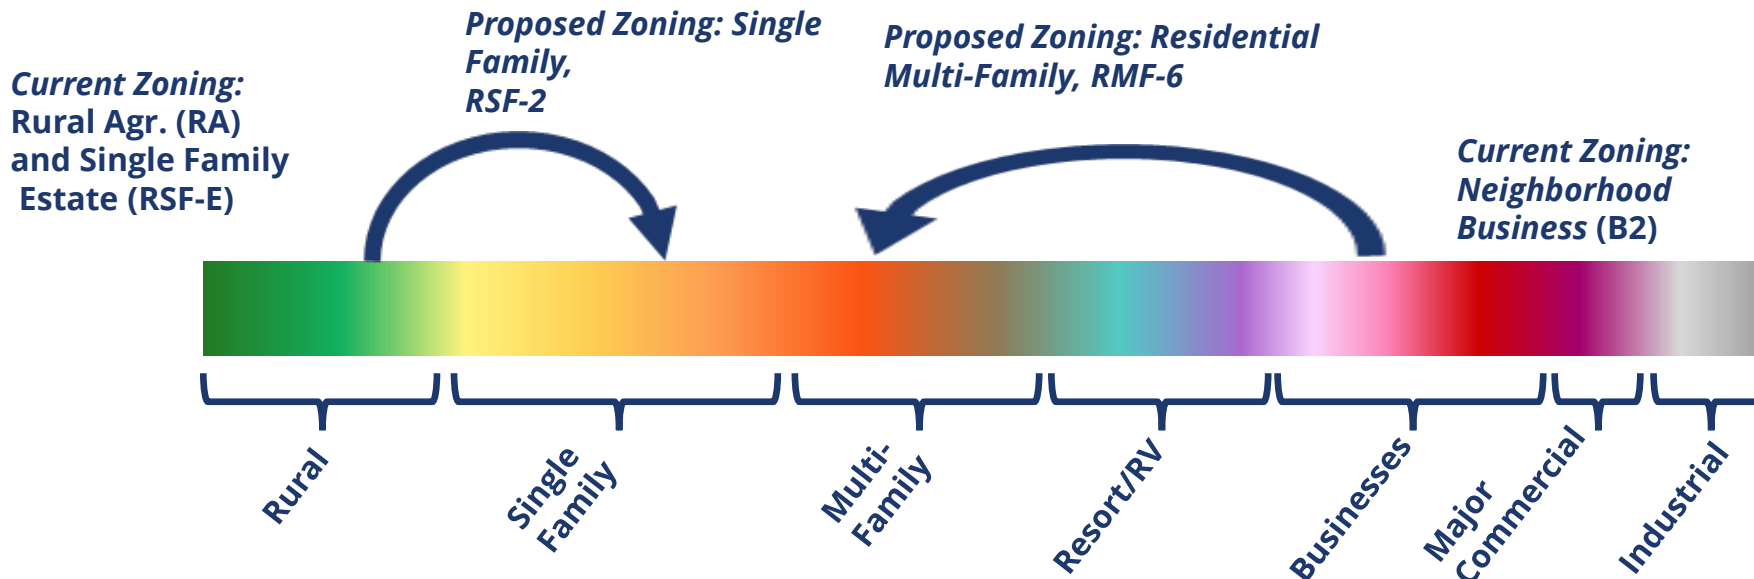 Current Zoning:
Rural Agr. (RA)
and Single Family
Estate (RSF-E)
Proposed Zoning: Single
Family,
RSF-2
Proposed Zoning: Residential
Multi-Family, RMF-6
Current Zoning:
Neighborhood
Business (B2)
Rural
Single
Family
Multi-
Family
Resort/RV
Businesses
Major
Commercial
Industrial